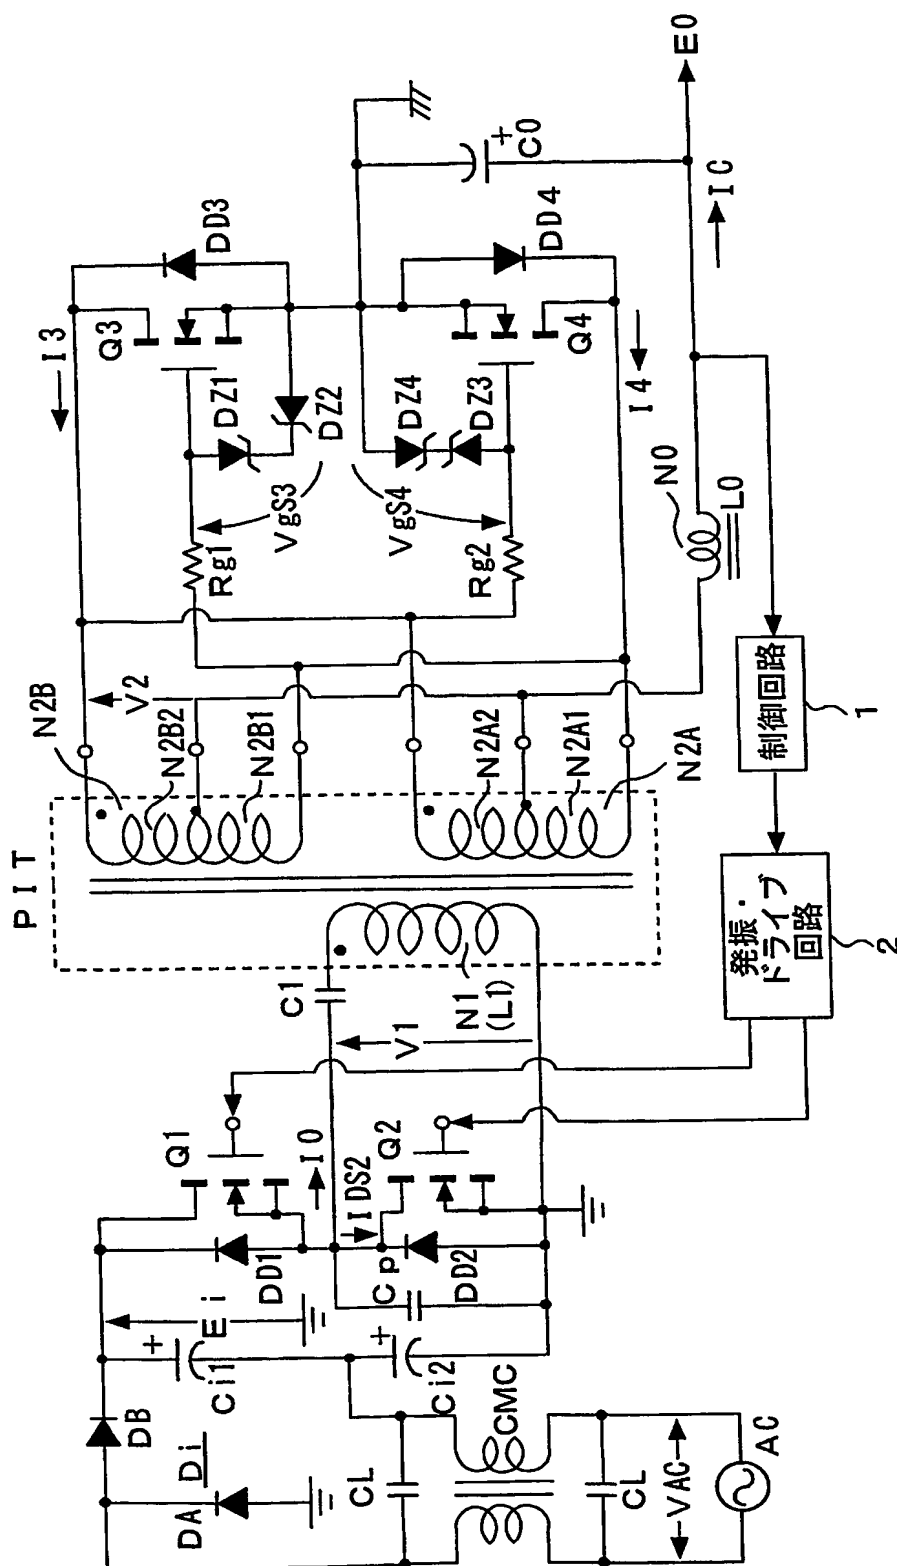 PIT
N2B
V2
I3
Q3
DD3
N2B2
N2B1
Rg1
VgS3
DZ1
DZ2
VgS4
DZ4
DZ3
Rg2
Q4
DD4
+
C0
E0
IC
I4
N0
L0
N2A2
N2A1
N2A
制御回路
1
発振・
ドライブ
回路
2
C1
N1
(L1)
V1
Q1
I0
IDS2
Q2
DD1
Cp
DD2
Ei
+
Ci1
+
Ci2
DB
Di
DA
CL
CMC
CL
VAC
AC